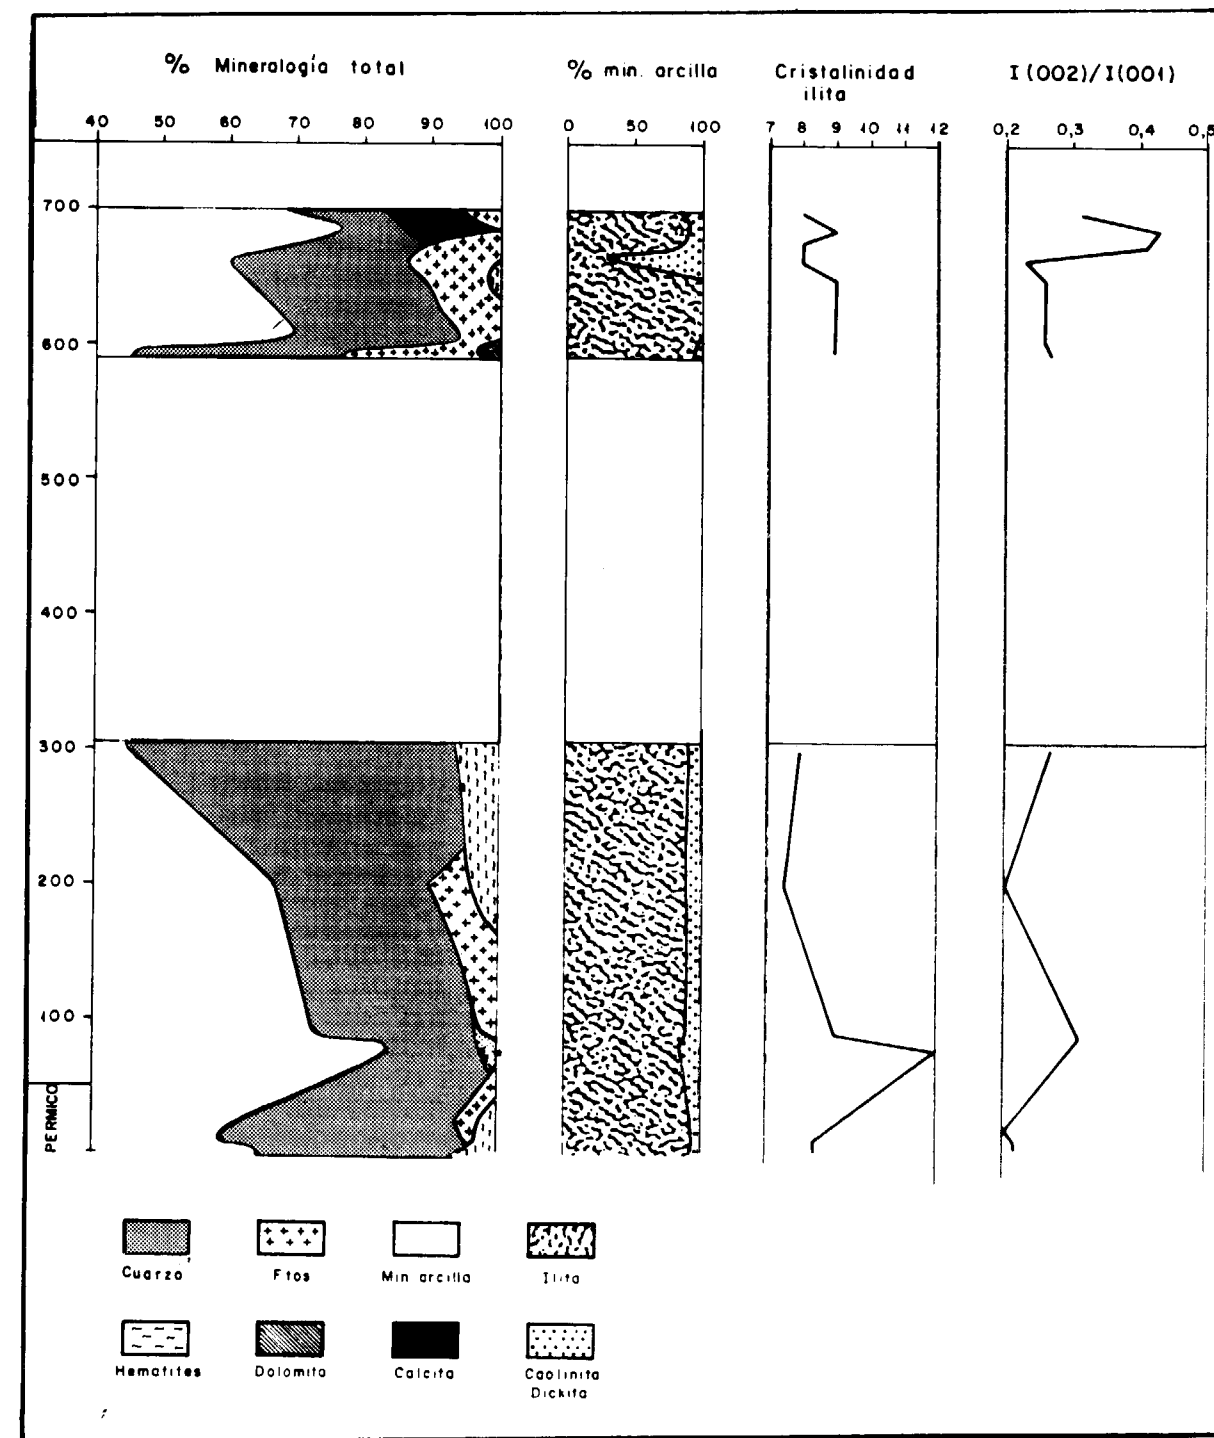 % Mineralogía total
% min. arcilla
Cristalinidad
ilita
I (002)/I(001)
40 50 60 70 80 90 100
0 50 100
7 8 9 10 11 12
0,2 0,3 0,4 0,5
700
600
500
400
300
200
100
PERMICO
Cuarzo
Ftos
Min arcilla
Ilita
Hematites
Dolomita
Calcita
Caolinita
Dickita